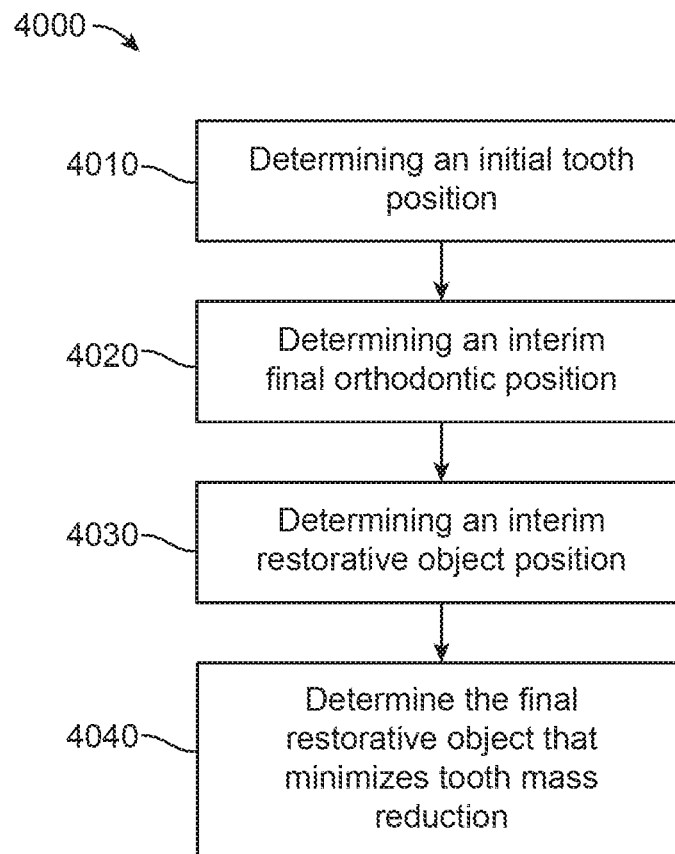 4000
4010
Determining an initial tooth
position
4020
Determining an interim
final orthodontic position
4030
Determining an interim
restorative object position
4040
Determine the final
restorative object that
minimizes tooth mass
reduction